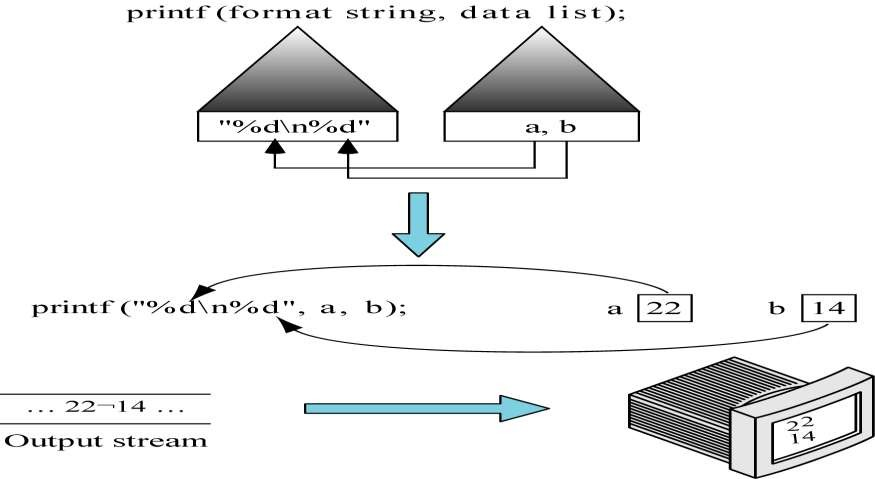 printf (format string, data list);
"%d\n%d" a, b
printf ("%d\n%d", a, b); a 22 b 14
... 22¬14 ...
Output stream
22
14